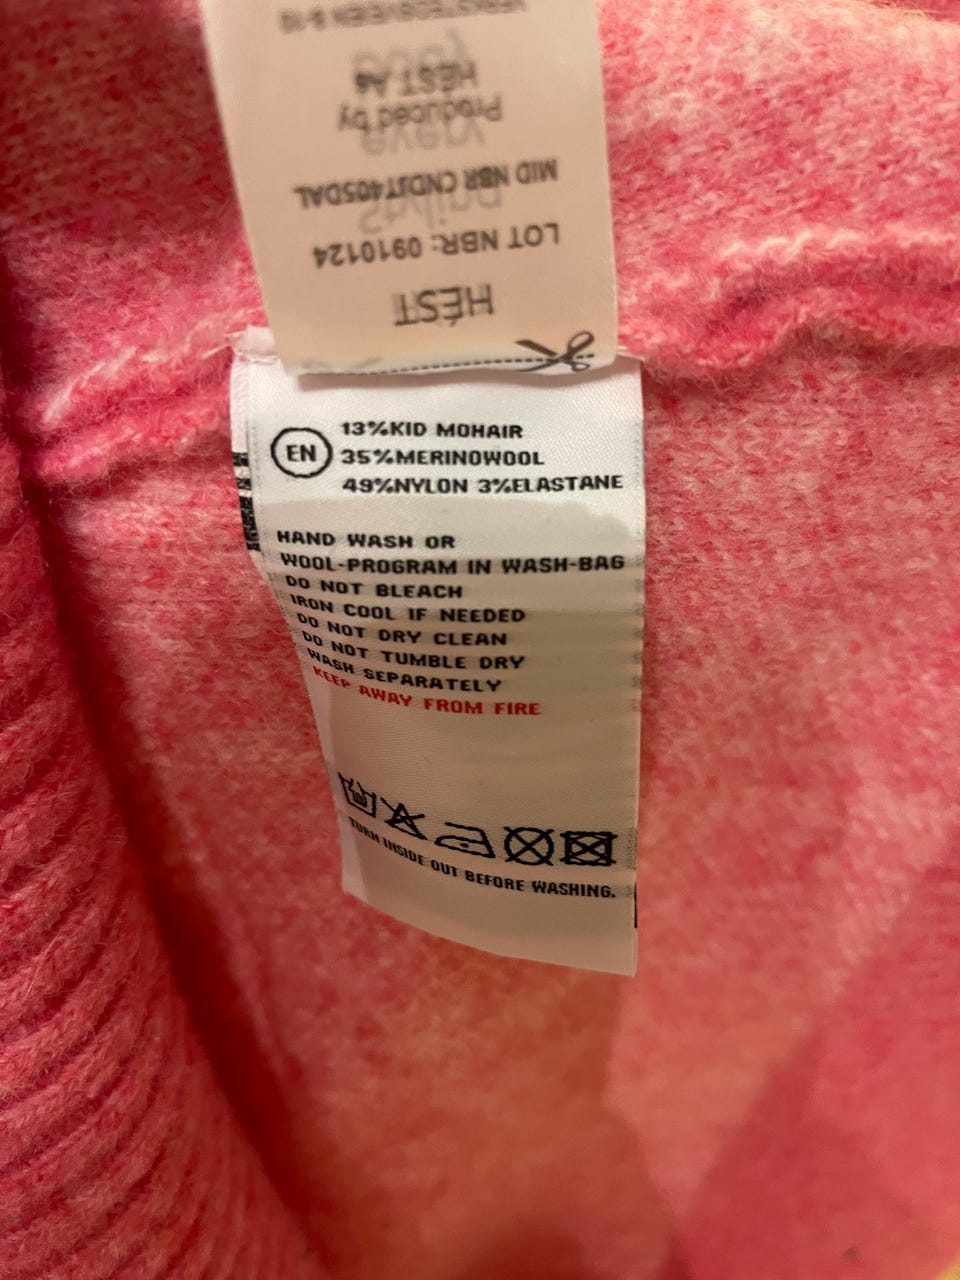 HÉST
LOT NBR: 0910124
MID NBR CNDST40SDAL
Produced by
HÉST AS
EN
13%KID MOHAIR
35%MERINOWOOL
49%NYLON 3%ELASTANE
HAND WASH OR
WOOL-PROGRAM IN WASH-BAG
DO NOT BLEACH
IRON COOL IF NEEDED
DO NOT DRY CLEAN
DO NOT TUMBLE DRY
WASH SEPARATELY
KEEP AWAY FROM FIRE
TURN INSIDE OUT BEFORE WASHING.